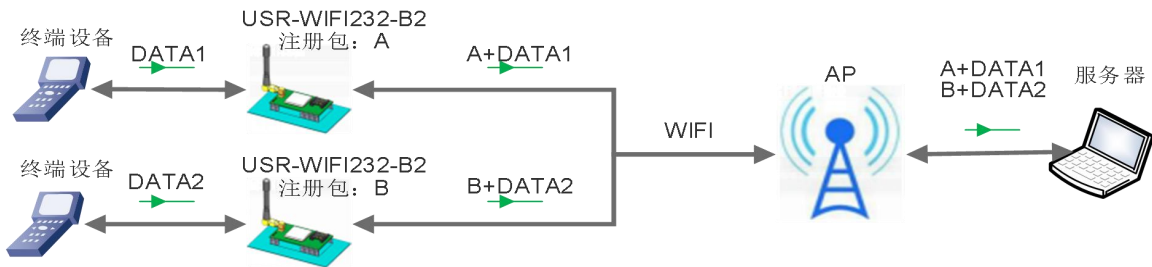 终端设备
DATA1
USR-WIFI232-B2
注册包：A
A+DATA1
终端设备
DATA2
USR-WIFI232-B2
注册包：B
B+DATA2
WIFI
AP
A+DATA1
B+DATA2
服务器